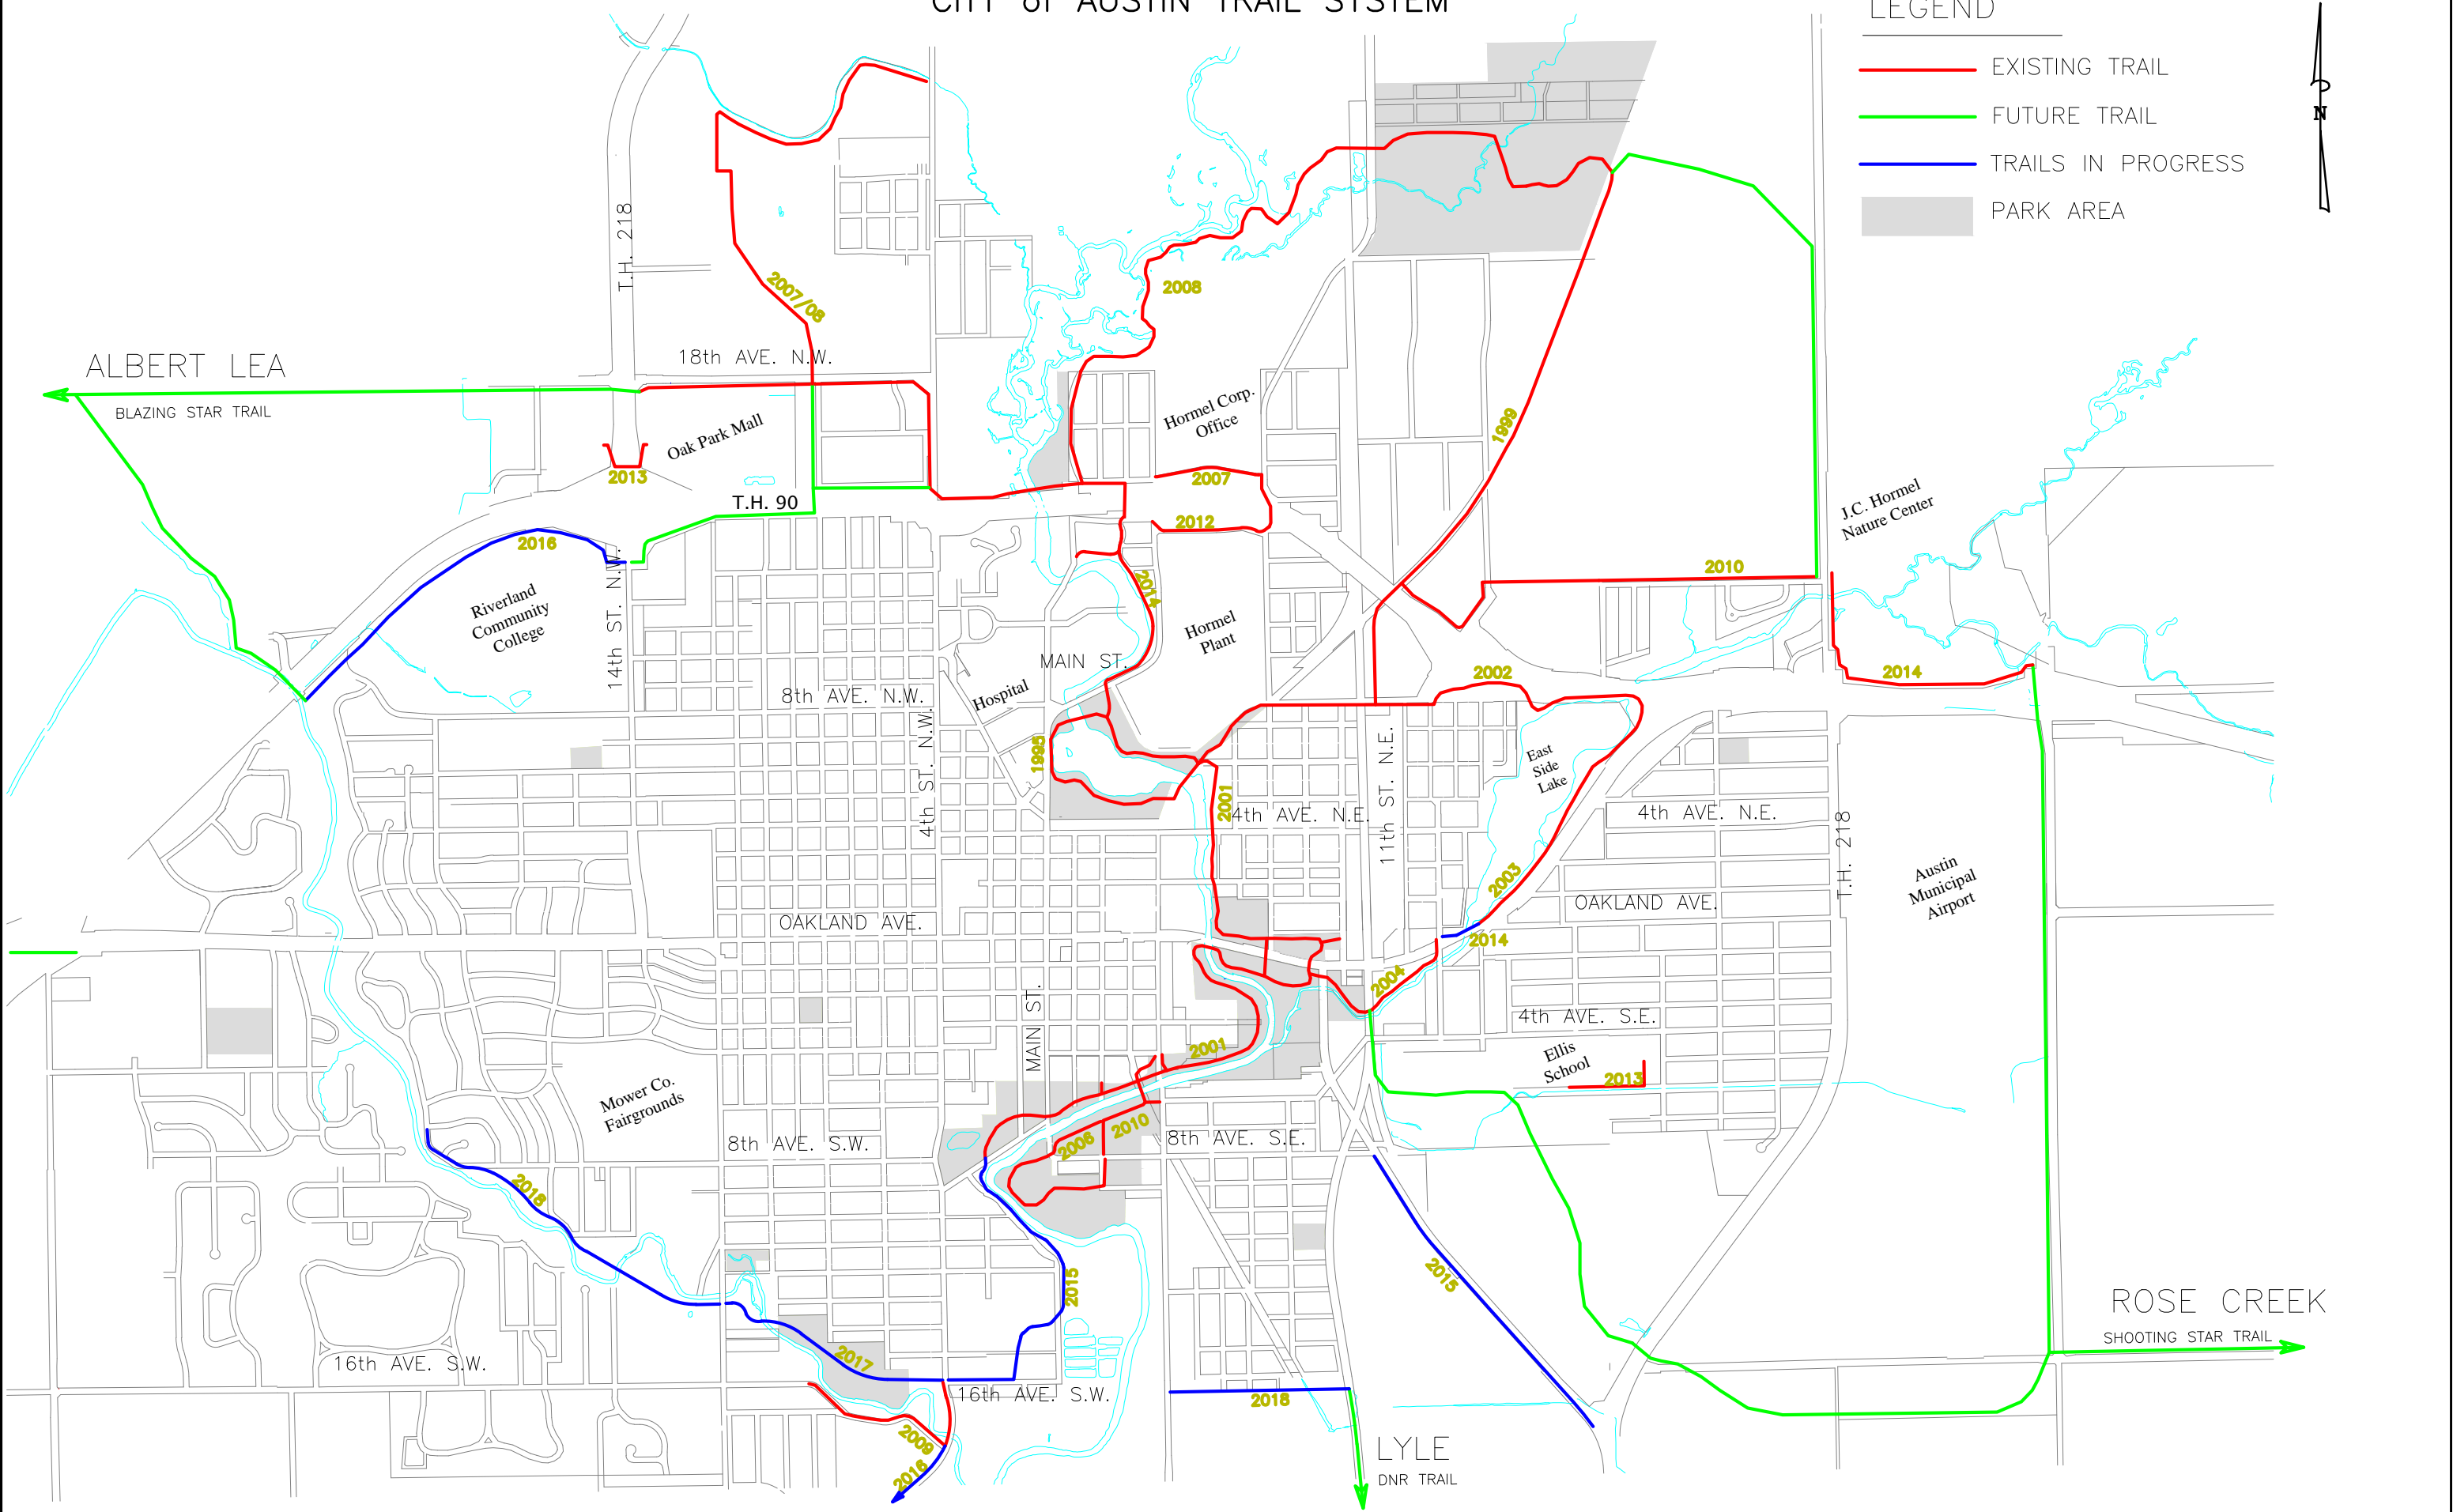 CITY of AUSTIN TRAIL SYSTEM
LEGEND
EXISTING TRAIL
FUTURE TRAIL
TRAILS IN PROGRESS
PARK AREA
N
T.H. 218
2007/08
2008
18th AVE. N.W.
ALBERT LEA
BLAZING STAR TRAIL
Oak Park Mall
2013
T.H. 90
Hormel Corp.
Office
2007
2012
1999
2010
J.C. Hormel
Nature Center
2016
Riverland
Community
College
14th ST. N.W.
2014
Hormel
Plant
MAIN ST.
8th AVE. N.W.
Hospital
4th ST. N.W.
1995
2002
2014
East
Side
Lake
11th ST. N.E.
2001
4th AVE. N.E.
4th AVE. N.E.
T.H. 218
2003
Austin
Municipal
Airport
OAKLAND AVE.
OAKLAND AVE.
2014
2004
MAIN ST.
4th AVE. S.E.
2001
Ellis
School
2013
Mower Co.
Fairgrounds
8th AVE. S.W.
2006
2010
8th AVE. S.E.
2018
2015
2015
ROSE CREEK
SHOOTING STAR TRAIL
16th AVE. S.W.
2017
16th AVE. S.W.
2018
2009
2016
LYLE
DNR TRAIL